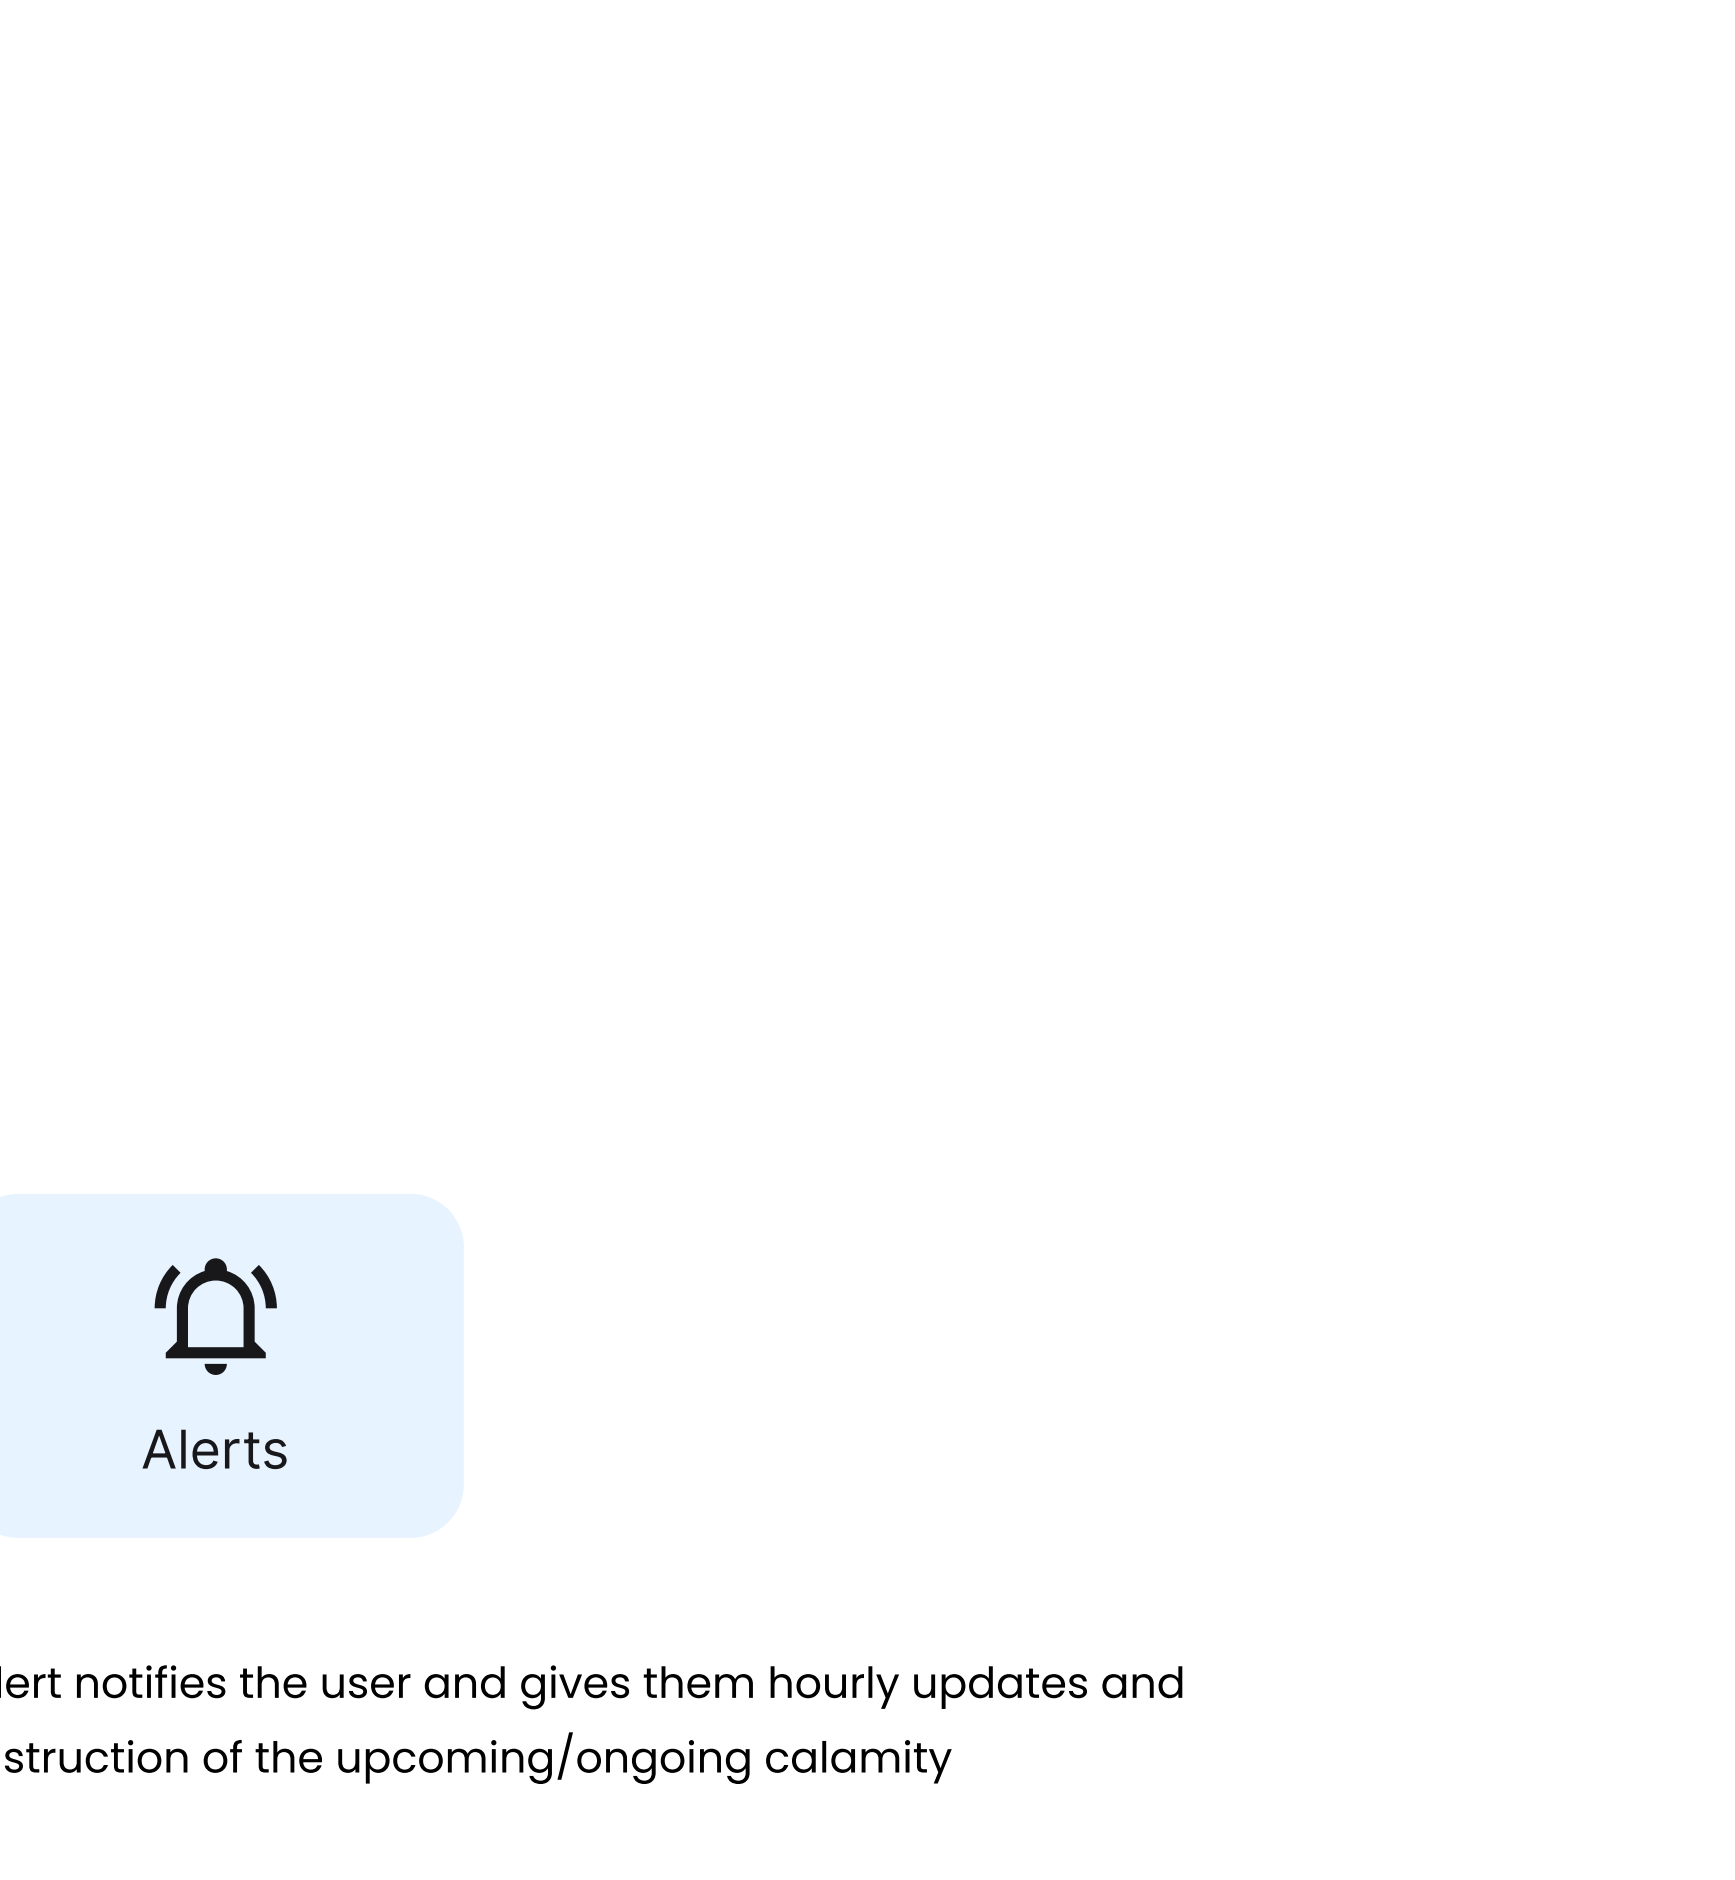 Alerts
lert notifies the user and gives them hourly updates and
struction of the upcoming/ongoing calamity